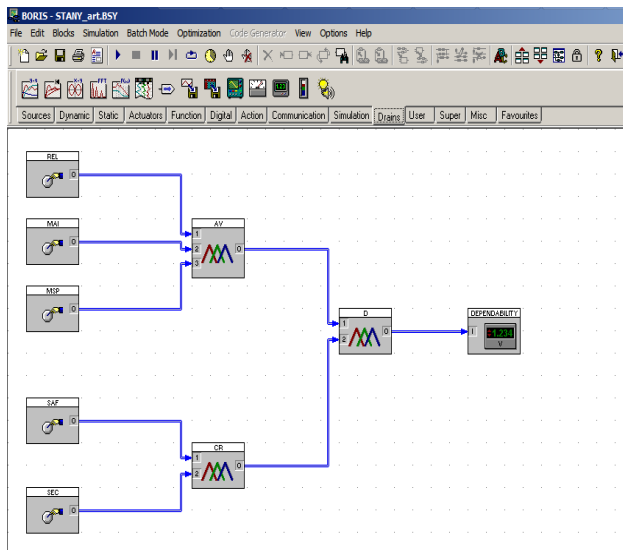 BORIS - STANY_art.BSY
File Edit Blocks Simulation Batch Mode Optimization Code Generator View Options Help
Sources Dynamic Static Actuators Function Digital Action Communication Simulation Drains User Super Misc Favourites
REL
0
MAI
0
MSP
0
AV
1
2
3
0
D
1
2
0
DEPENDABILITY
I
1.234
V
SAF
0
SEC
0
CR
1
2
0